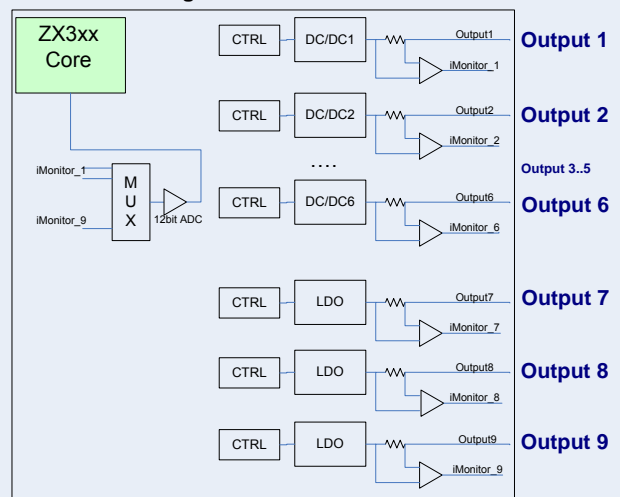 ZX3xx
Core
CTRL
DC/DC1
Output1
iMonitor_1
Output 1
CTRL
DC/DC2
Output2
iMonitor_2
Output 2
....
Output 3..5
iMonitor_1
iMonitor_9
M
U
X
12bit ADC
CTRL
DC/DC6
Output6
iMonitor_6
Output 6
CTRL
LDO
Output7
iMonitor_7
Output 7
CTRL
LDO
Output8
iMonitor_8
Output 8
CTRL
LDO
Output9
iMonitor_9
Output 9